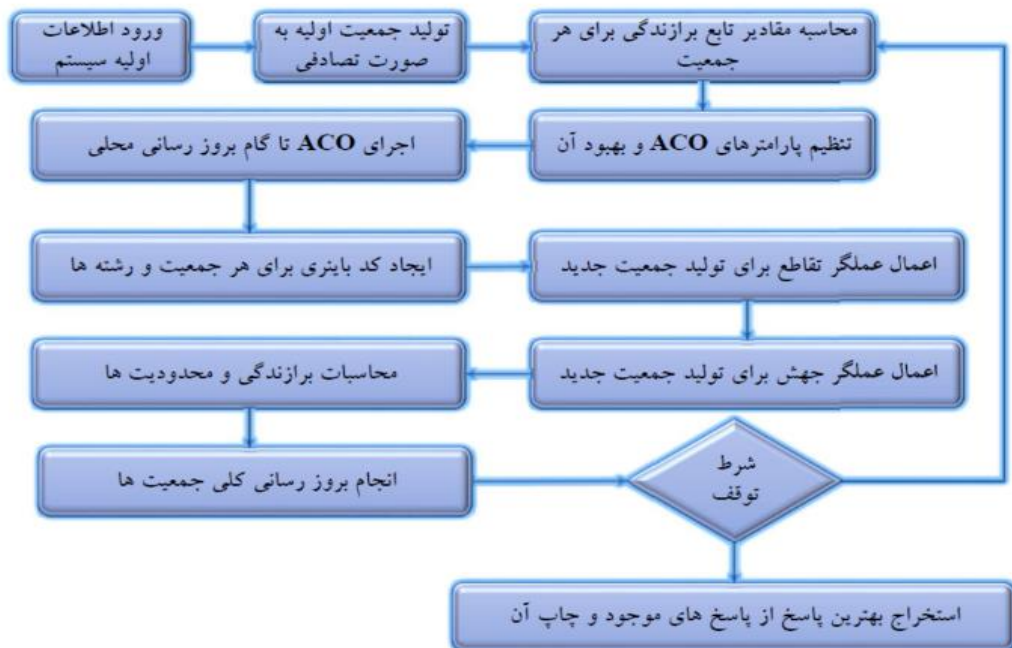 ورود اطلاعات
اولیه سیستم
تولید جمعیت اولیه به
صورت تصادفی
محاسبه مقادیر تابع برازندگی برای هر
جمعیت
تنظیم پارامترهای ACO و بهبود آن
اجرای ACO تا گام بروز رسانی محلی
ایجاد کد باینری برای هر جمعیت و رشته ها
اعمال عملگر تقاطع برای تولید جمعیت جدید
اعمال عملگر جهش برای تولید جمعیت جدید
محاسبات برازندگی و محدودیت ها
انجام بروز رسانی کلی جمعیت ها
شرط
توقف
استخراج بهترین پاسخ از پاسخ های موجود و چاپ آن